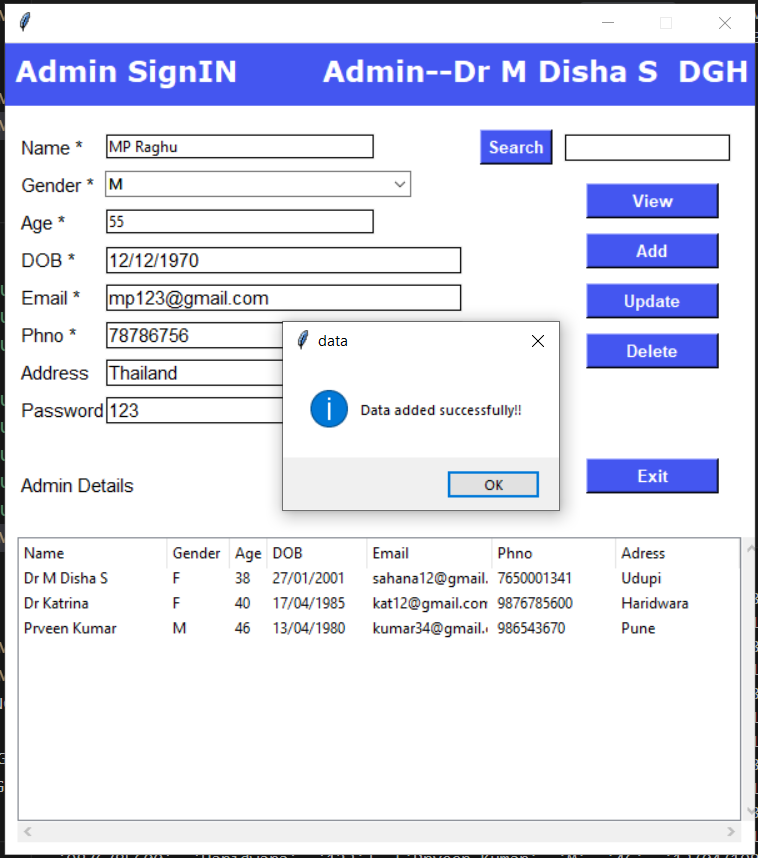 Admin SignIN Admin--Dr M Disha S DGH
Name * MP Raghu Search
Gender * M
View
Age * 55
Add
DOB * 12/12/1970
Email * mp123@gmail.com Update
Phno * 78786756
data
Delete
Address Thailand
Password 123
Data added successfully!!
Exit
OK
Admin Details
Name Gender Age DOB Email Phno Adress
Dr M Disha S F 38 27/01/2001 sahana12@gmail. 7650001341 Udupi
Dr Katrina F 40 17/04/1985 kat12@gmail.com 9876785600 Haridwara
Prveen Kumar M 46 13/04/1980 kumar34@gmail. 986543670 Pune